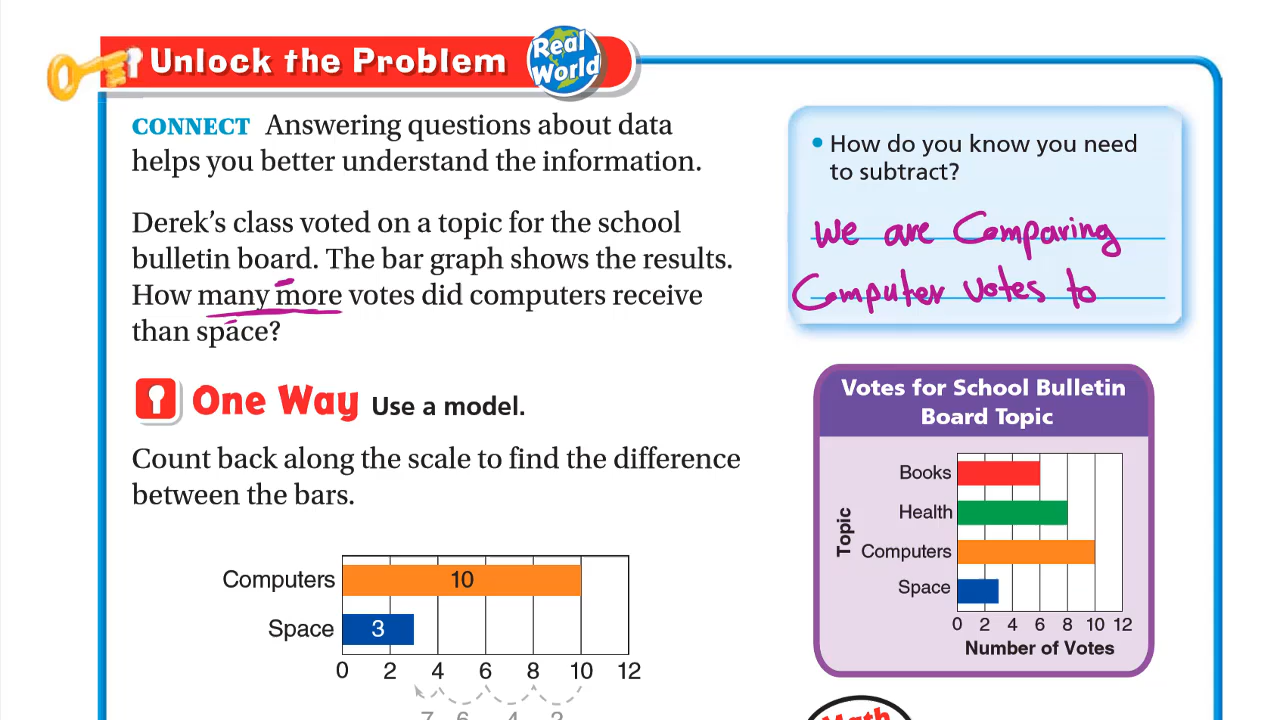 Unlock the Problem
Real
World
CONNECT Answering questions about data
helps you better understand the information.
Derek's class voted on a topic for the school
bulletin board. The bar graph shows the results.
How many more votes did computers receive
than space?
• How do you know you need
to subtract?
We are Comparing
Computer votes to
One Way Use a model.
Count back along the scale to find the difference
between the bars.
Computers 10
Space 3
0 2 4 6 8 10 12
7 6 4 2
Votes for School Bulletin
Board Topic
Topic
Books
Health
Computers
Space
0 2 4 6 8 10 12
Number of Votes
Math